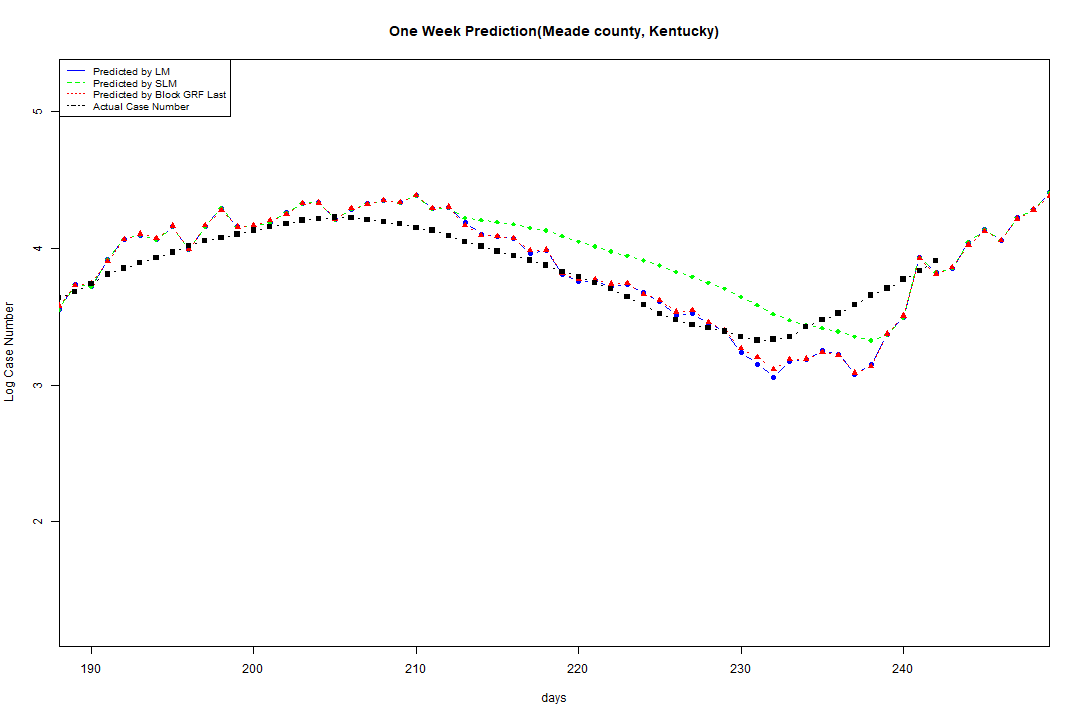 One Week Prediction(Meade county, Kentucky)
Predicted by LM
Predicted by SLM
Predicted by Block GRF Last
Actual Case Number
5
4
3
2
Log Case Number
190 200 210 220 230 240
days